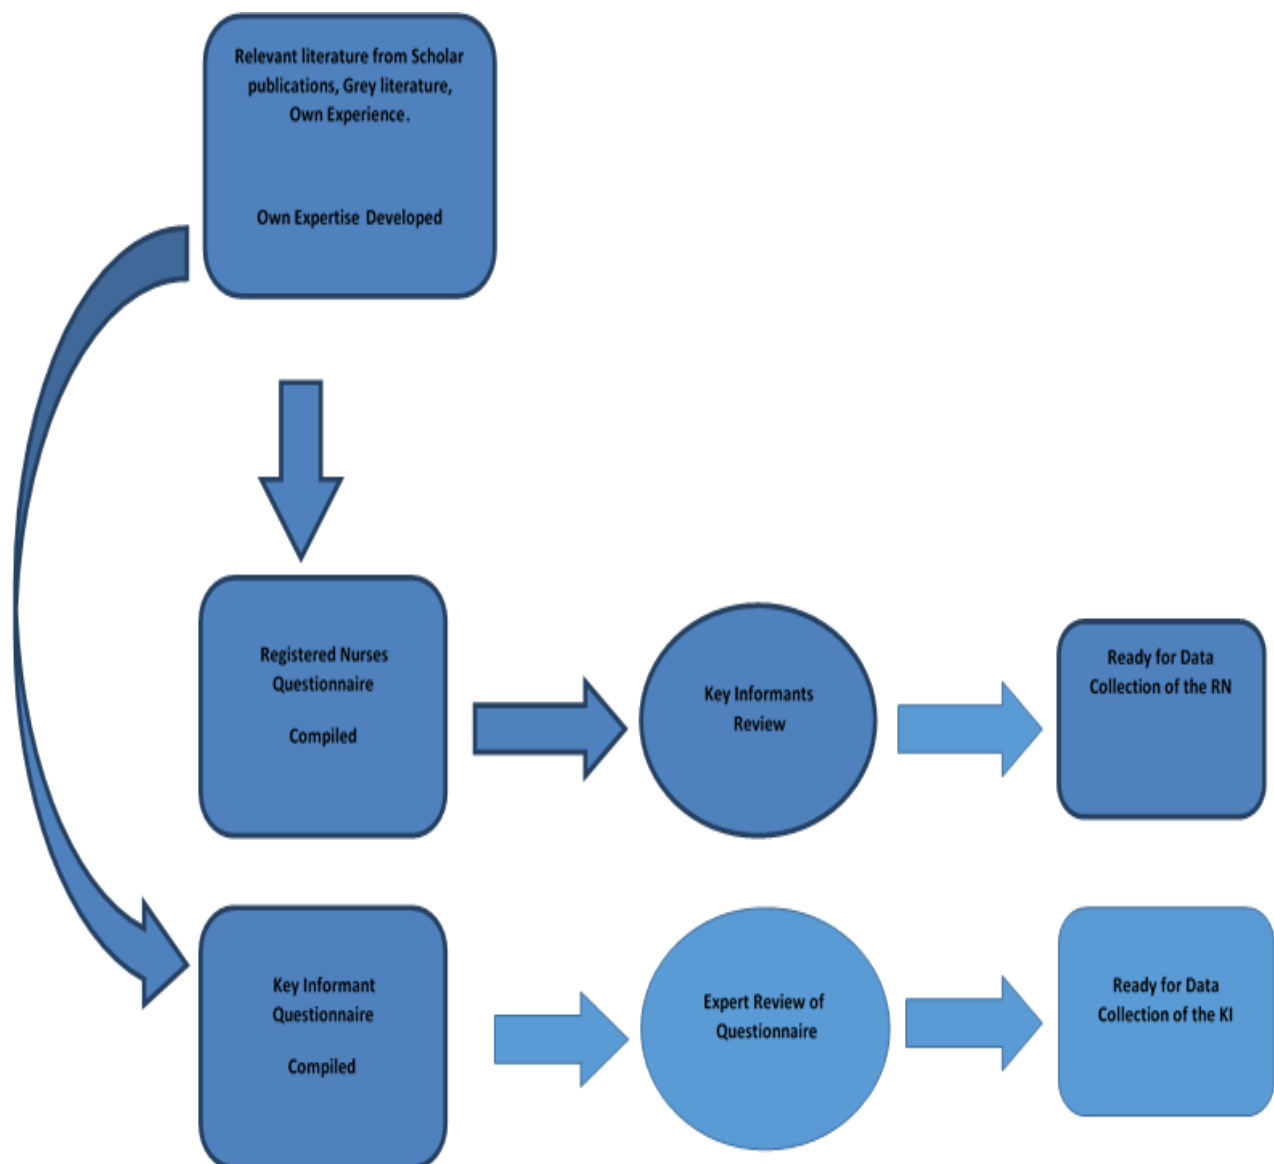 Relevant literature from Scholar
publications, Grey literature,
Own Experience.
Own Expertise Developed
Registered Nurses
Questionnaire
Compiled
Key Informants
Review
Ready for Data
Collection of the RN
Key Informant
Questionnaire
Compiled
Expert Review of
Questionnaire
Ready for Data
Collection of the KI